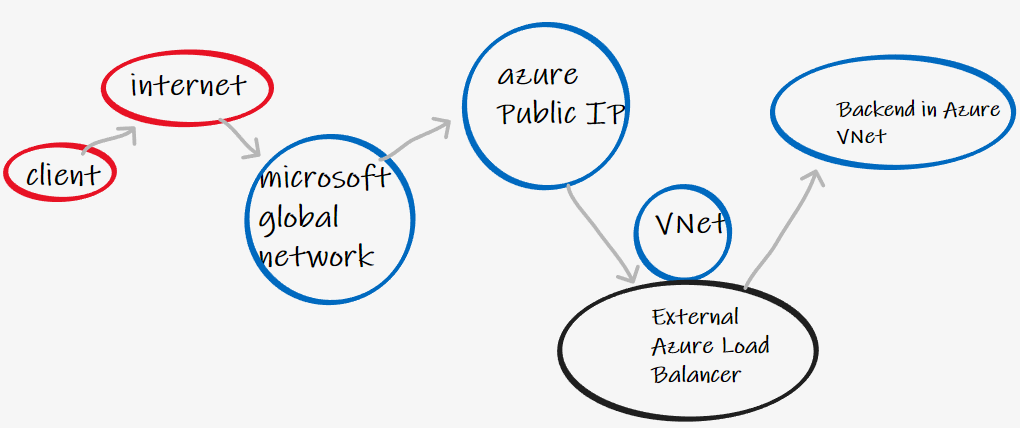 client
internet
microsoft
global
network
azure
Public IP
VNet
External
Azure Load
Balancer
Backend in Azure
VNet